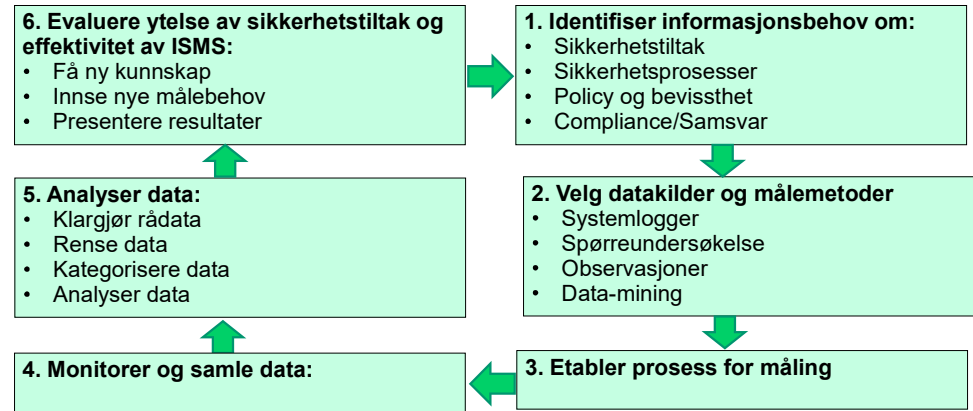 6. Evaluere ytelse av sikkerhetstiltak og
effektivitet av ISMS:
• Få ny kunnskap
• Innse nye målebehov
• Presentere resultater
1. Identifiser informasjonsbehov om:
• Sikkerhetstiltak
• Sikkerhetsprosesser
• Policy og bevissthet
• Compliance/Samsvar
5. Analyser data:
• Klargjør rådata
• Rense data
• Kategorisere data
• Analyser data
2. Velg datakilder og målemetoder
• Systemlogger
• Spørreundersøkelse
• Observasjoner
• Data-mining
4. Monitorer og samle data:
3. Etabler prosess for måling